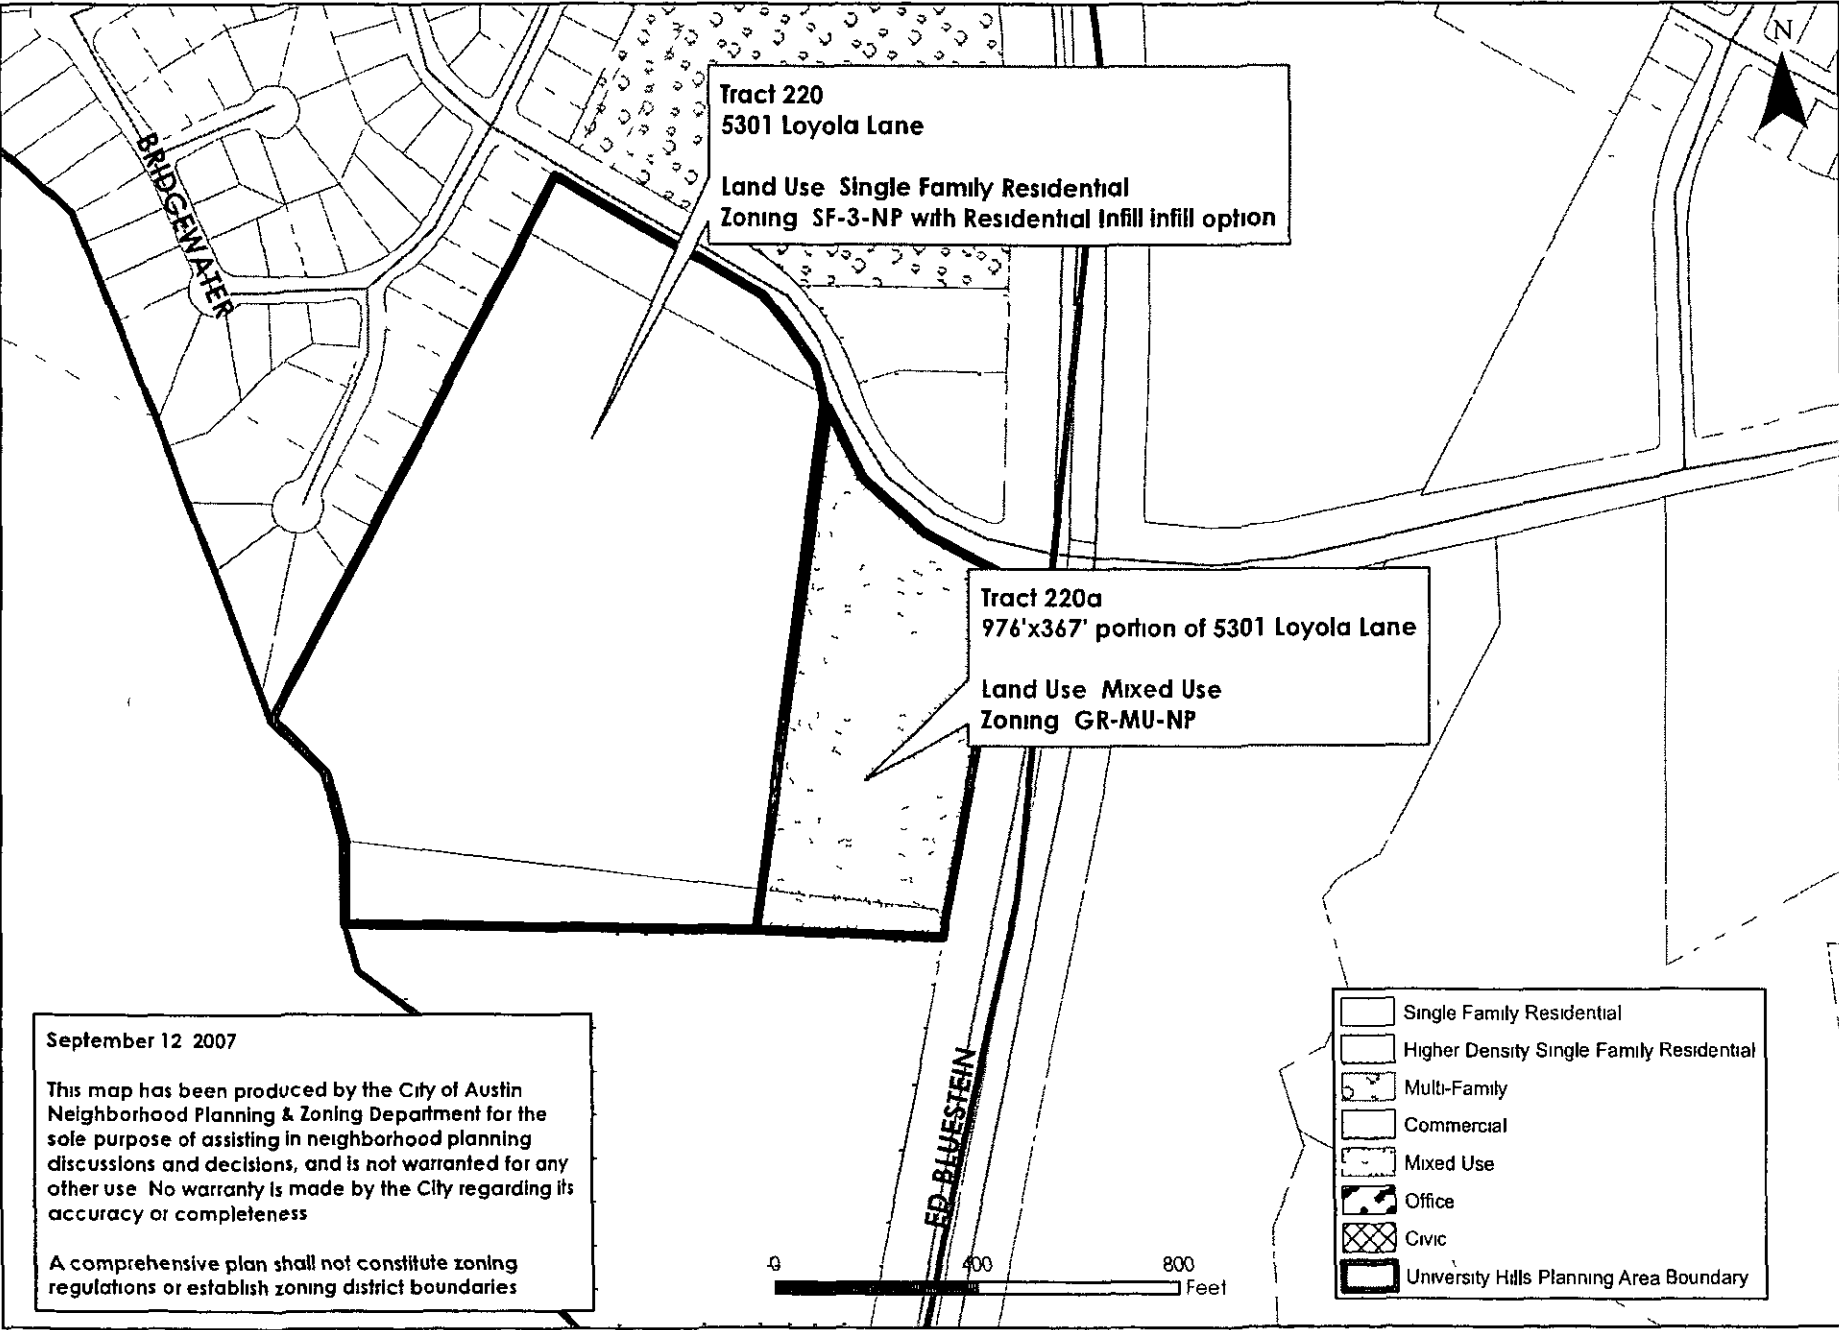 N
BRIDGEWATER
Tract 220
5301 Loyola Lane
Land Use Single Family Residential
Zoning SF-3-NP with Residential Infill infill option
Tract 220a
976'x367' portion of 5301 Loyola Lane
Land Use Mixed Use
Zoning GR-MU-NP
September 12 2007
This map has been produced by the City of Austin
Neighborhood Planning & Zoning Department for the
sole purpose of assisting in neighborhood planning
discussions and decisions, and is not warranted for any
other use No warranty is made by the City regarding its
accuracy or completeness
A comprehensive plan shall not constitute zoning
regulations or establish zoning district boundaries
ED BLUESTEIN
0 400 800
Feet
Single Family Residential
Higher Density Single Family Residential
Multi-Family
Commercial
Mixed Use
Office
Civic
University Hills Planning Area Boundary